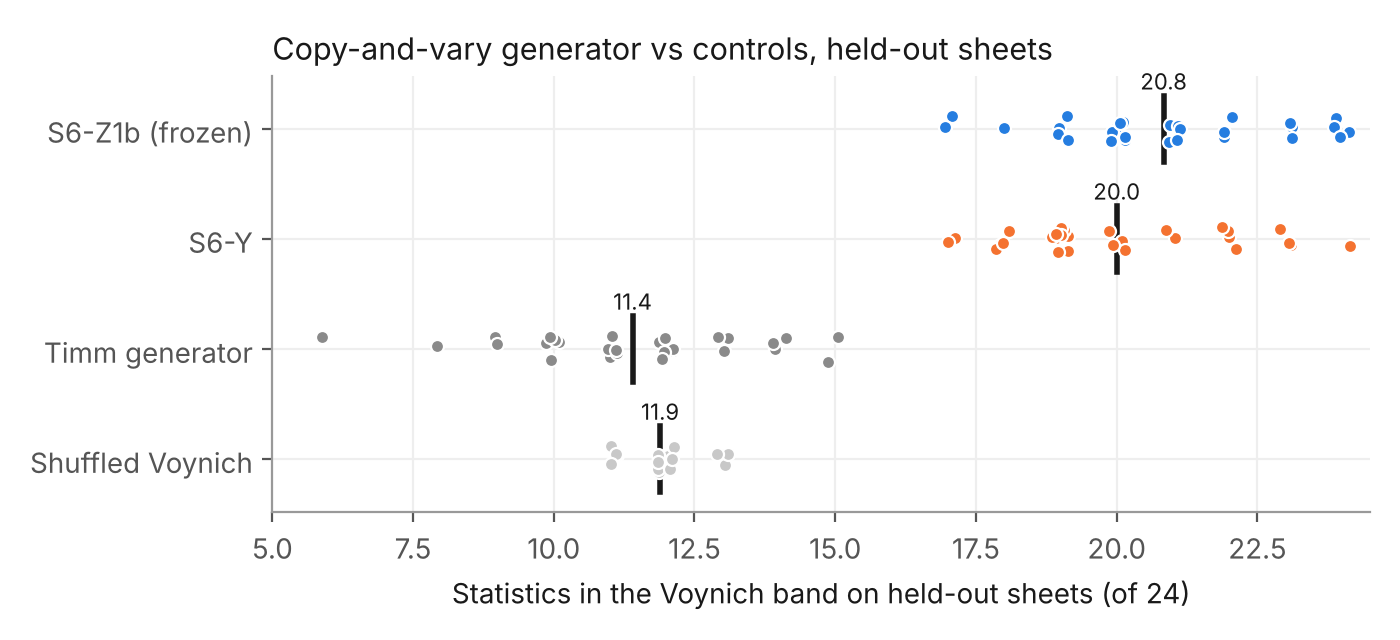 Copy-and-vary generator vs controls, held-out sheets
20.8
S6-Z1b (frozen)
20.0
S6-Y
11.4
Timm generator
11.9
Shuffled Voynich
5.0 7.5 10.0 12.5 15.0 17.5 20.0 22.5
Statistics in the Voynich band on held-out sheets (of 24)